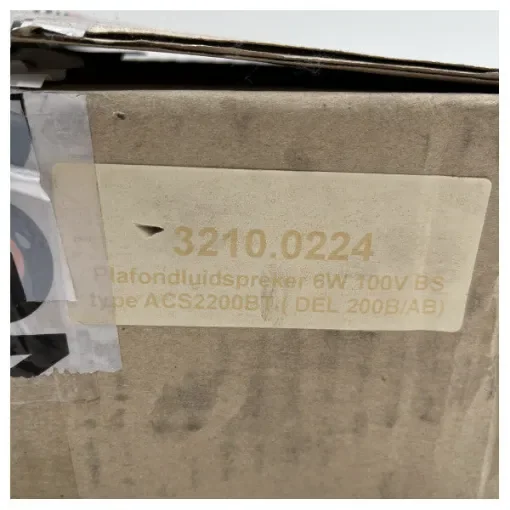 3210.0224
Plafondluidspreker 6W 100V BS
type ACS2200BT ( DEL 200B/AB)